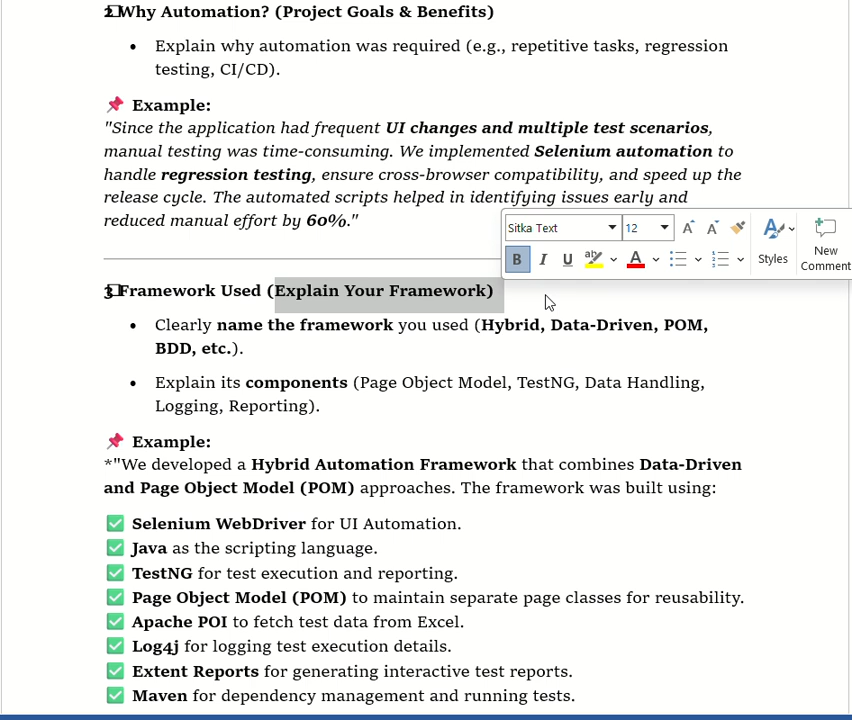 2 Why Automation? (Project Goals & Benefits)
• Explain why automation was required (e.g., repetitive tasks, regression
testing, CI/CD).
📌 Example:
"Since the application had frequent UI changes and multiple test scenarios,
manual testing was time-consuming. We implemented Selenium automation to
handle regression testing, ensure cross-browser compatibility, and speed up the
release cycle. The automated scripts helped in identifying issues early and
reduced manual effort by 60%."
Sitka Text 12
B I U ab A Styles New
Comment
3 Framework Used (Explain Your Framework)
• Clearly name the framework you used (Hybrid, Data-Driven, POM,
BDD, etc.).
• Explain its components (Page Object Model, TestNG, Data Handling,
Logging, Reporting).
📌 Example:
*"We developed a Hybrid Automation Framework that combines Data-Driven
and Page Object Model (POM) approaches. The framework was built using:
✅ Selenium WebDriver for UI Automation.
✅ Java as the scripting language.
✅ TestNG for test execution and reporting.
✅ Page Object Model (POM) to maintain separate page classes for reusability.
✅ Apache POI to fetch test data from Excel.
✅ Log4j for logging test execution details.
✅ Extent Reports for generating interactive test reports.
✅ Maven for dependency management and running tests.